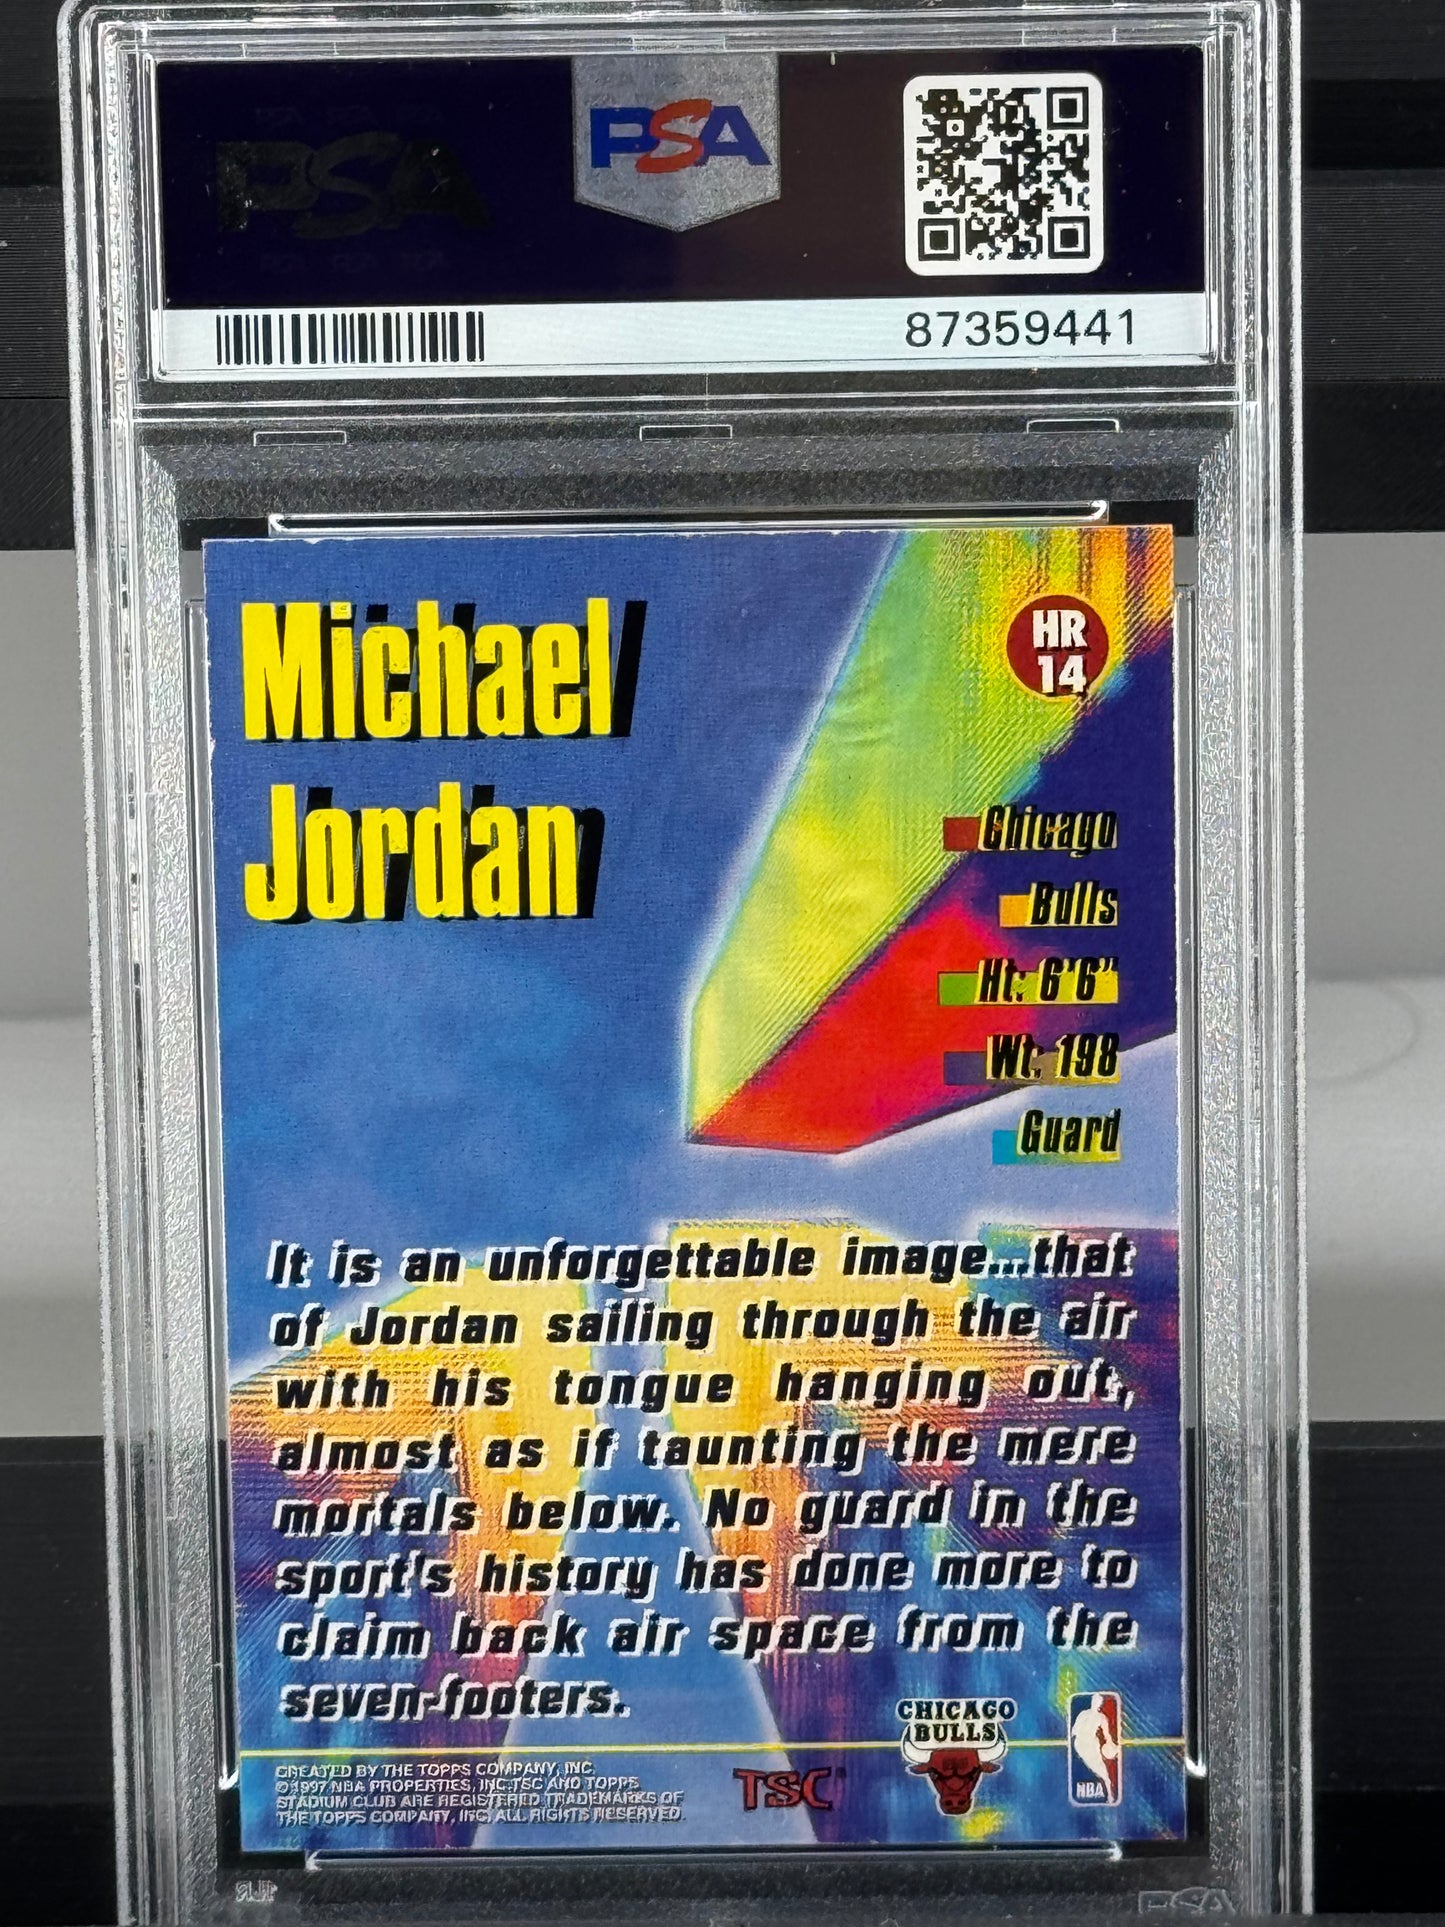 PSA
PSA
87359441
Michael
Jordan
HR
14
Chicago
Bulls
Ht: 6'6"
Wt: 198
Guard
It is an unforgettable image...that
of Jordan sailing through the air
with his tongue hanging out,
almost as if taunting the mere
mortals below. No guard in the
sport's history has done more to
claim back air space from the
seven-footers.
CHICAGO
BULLS
NBA
TSC
CREATED BY THE TOPPS COMPANY, INC.
© 1997 NBA PROPERTIES, INC. TSC AND TOPPS
STADIUM CLUB ARE REGISTERED TRADEMARKS OF
THE TOPPS COMPANY, INC. ALL RIGHTS RESERVED.
PSA